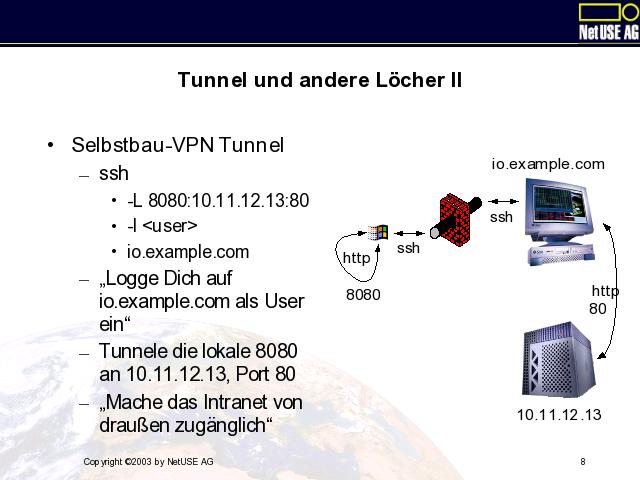 NetUSE AG
Tunnel und andere Löcher II
• Selbstbau-VPN Tunnel
– ssh
• -L 8080:10.11.12.13:80
• -l <user>
• io.example.com
– „Logge Dich auf
io.example.com als User
ein“
– Tunnele die lokale 8080
an 10.11.12.13, Port 80
– „Mache das Intranet von
draußen zugänglich“
io.example.com
ssh
ssh
http
8080
http
80
10.11.12.13
Copyright ©2003 by NetUSE AG
8